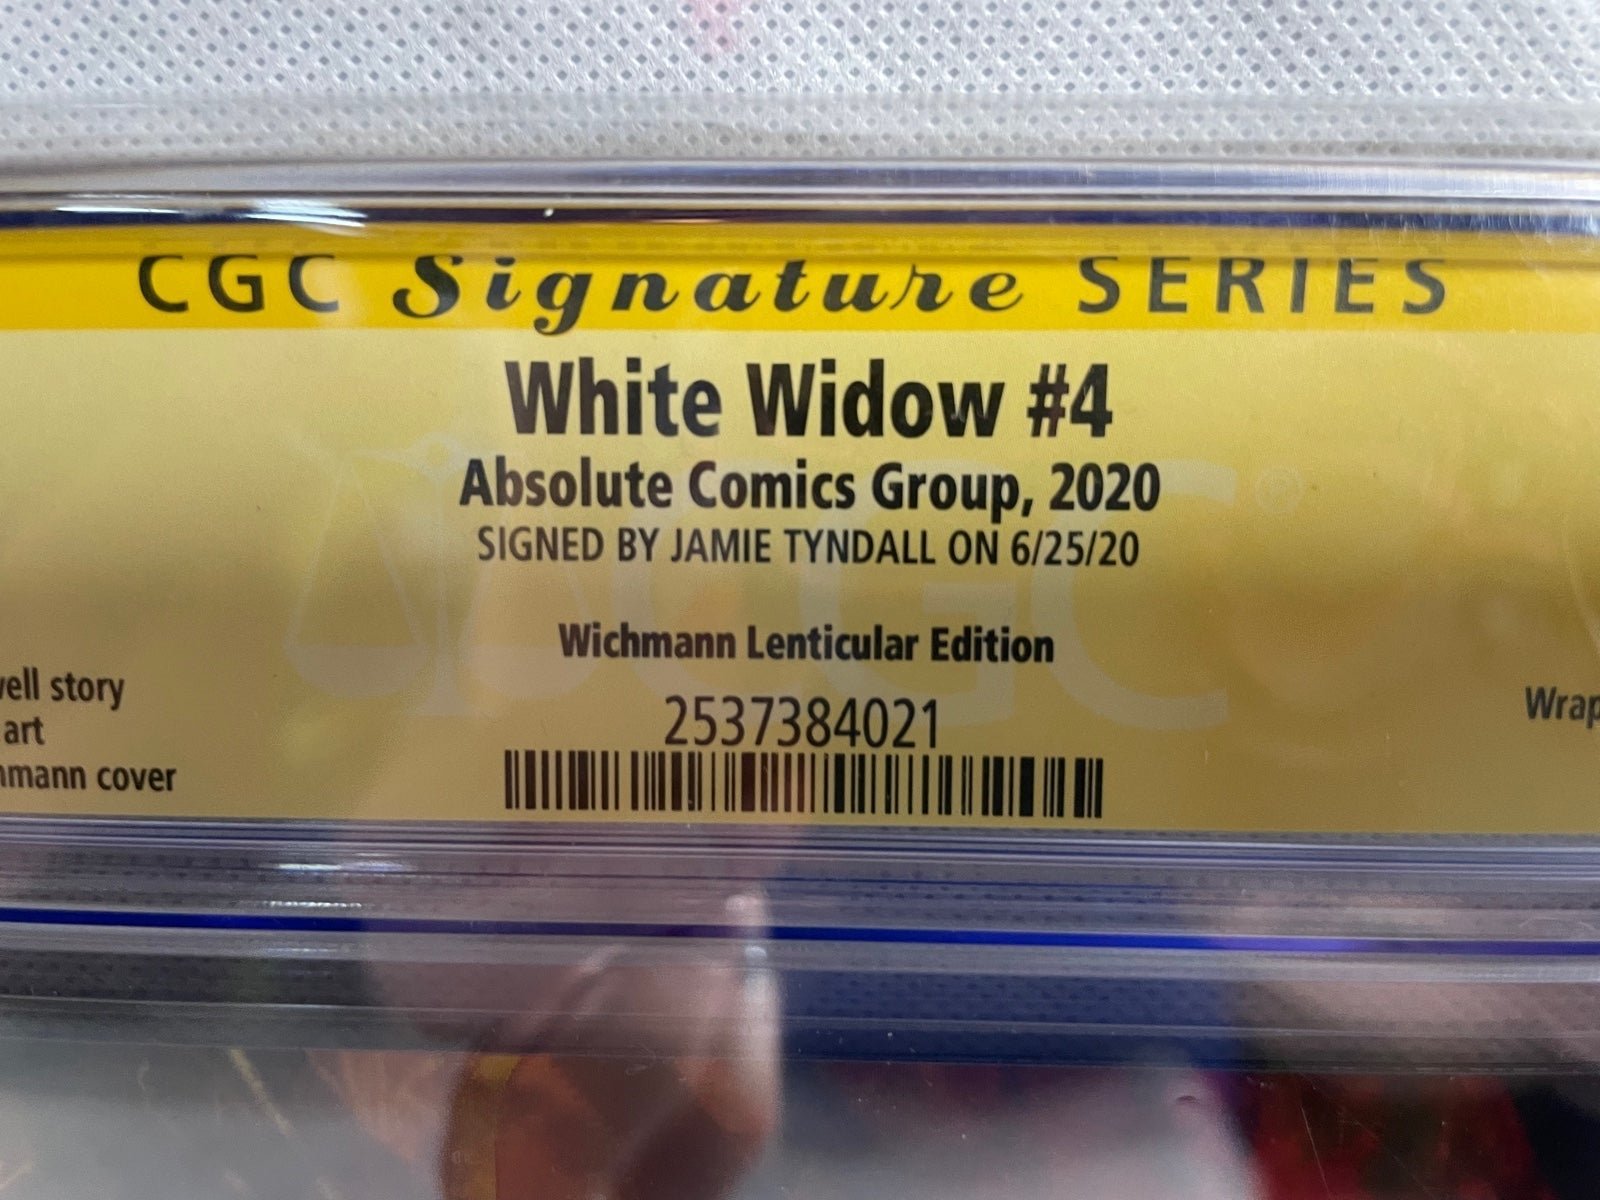 CGC Signature SERIES
White Widow #4
Absolute Comics Group, 2020
SIGNED BY JAMIE TYNDALL ON 6/25/20
Wichmann Lenticular Edition
story
art
cover
2537384021
CGC